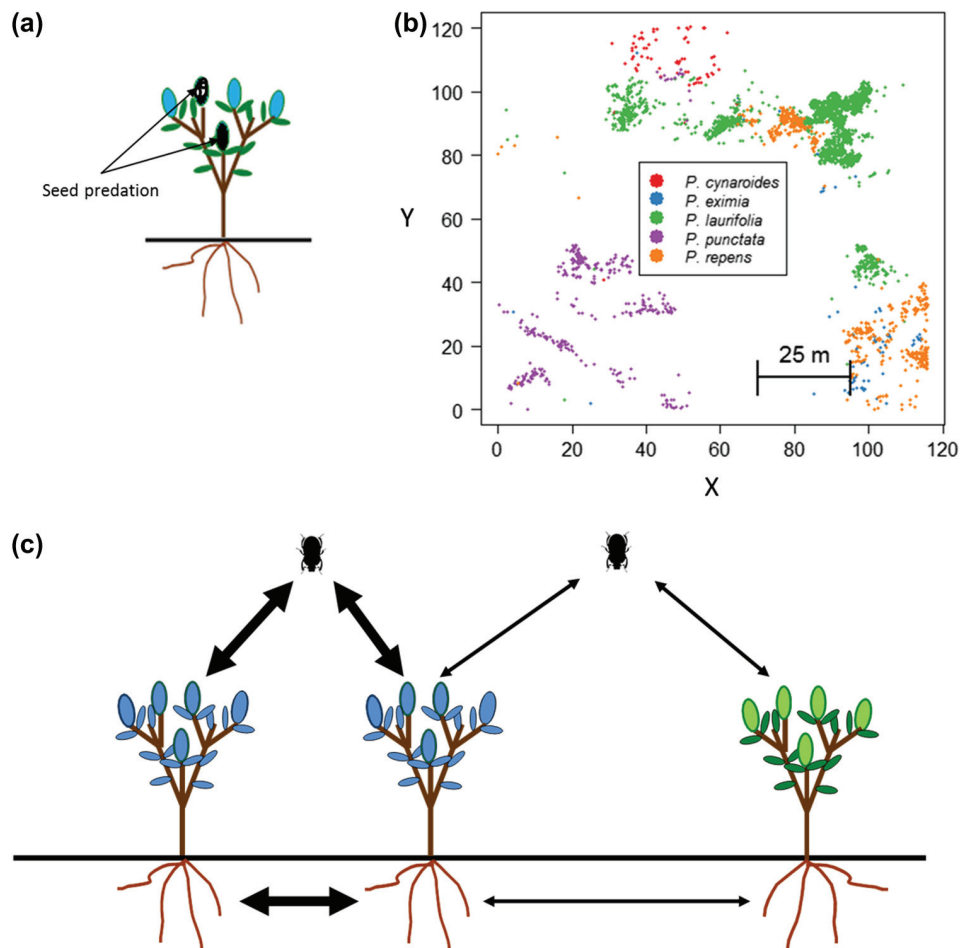 (a)
Seed predation
(b)
120
100
80
60
40
20
0
Y
P. cynaroides
P. eximia
P. laurifolia
P. punctata
P. repens
25 m
0 20 40 60 80 100 120
X
(c)